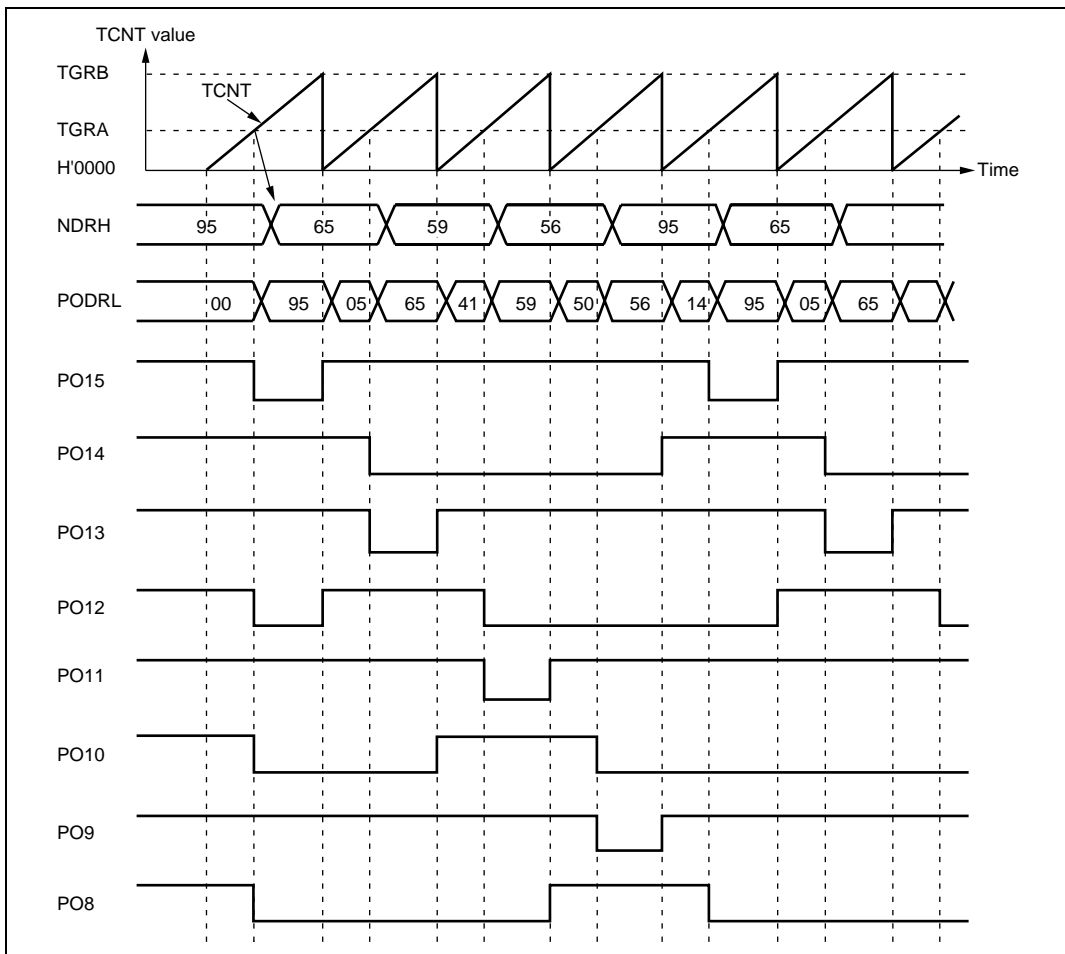 TCNT value
TGRB
TCNT
TGRA
H'0000
Time
NDRH
95 65 59 56 95 65
PODRL
00 95 05 65 41 59 50 56 14 95 05 65
PO15
PO14
PO13
PO12
PO11
PO10
PO9
PO8